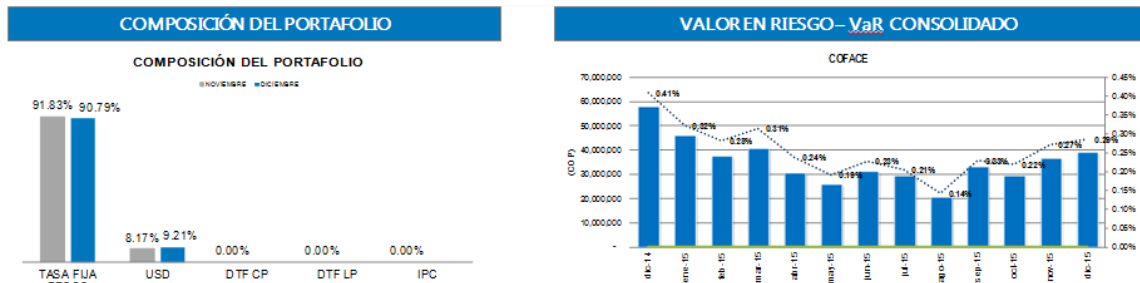 COMPOSICIÓN DEL PORTAFOLIO
COMPOSICIÓN DEL PORTAFOLIO
NOVIEMBRE DICIEMBRE
91.83% 90.79%
8.17% 9.21%
0.00% 0.00% 0.00%
TASA FIJA USD DTF CP DTF LP IPC
VALOR EN RIESGO– VaR CONSOLIDADO
COFACE
(COP)
70,000,000
60,000,000
50,000,000
40,000,000
30,000,000
20,000,000
10,000,000
-
0.41% 0.32% 0.28% 0.31% 0.24% 0.19% 0.23% 0.21% 0.14% 0.23% 0.22% 0.27% 0.29%
0.45%
0.40%
0.35%
0.30%
0.25%
0.20%
0.15%
0.10%
0.05%
0.00%
dic-14 ene-15 feb-15 mar-15 abr-15 may-15 jun-15 jul-15 ago-15 sep-15 oct-15 nov-15 dic-15